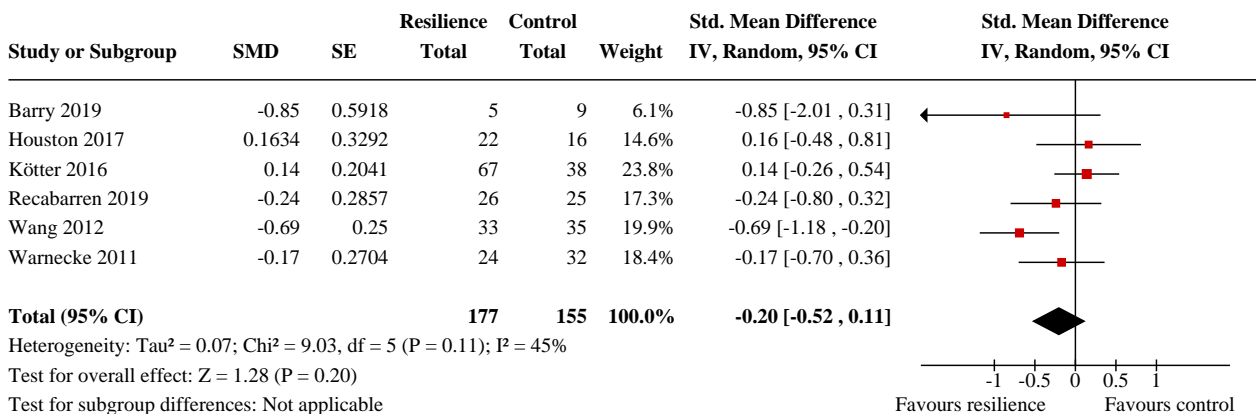 Resilience Control Std. Mean Difference Std. Mean Difference
Study or Subgroup SMD SE Total Total Weight IV, Random, 95% CI IV, Random, 95% CI
Barry 2019 -0.85 0.5918 5 9 6.1% -0.85 [-2.01 , 0.31]
Houston 2017 0.1634 0.3292 22 16 14.6% 0.16 [-0.48 , 0.81]
Kötter 2016 0.14 0.2041 67 38 23.8% 0.14 [-0.26 , 0.54]
Recabarren 2019 -0.24 0.2857 26 25 17.3% -0.24 [-0.80 , 0.32]
Wang 2012 -0.69 0.25 33 35 19.9% -0.69 [-1.18 , -0.20]
Warnecke 2011 -0.17 0.2704 24 32 18.4% -0.17 [-0.70 , 0.36]
Total (95% CI) 177 155 100.0% -0.20 [-0.52 , 0.11]
Heterogeneity: Tau² = 0.07; Chi² = 9.03, df = 5 (P = 0.11); I² = 45%
Test for overall effect: Z = 1.28 (P = 0.20)
-1 -0.5 0 0.5 1
Test for subgroup differences: Not applicable
Favours resilience Favours control